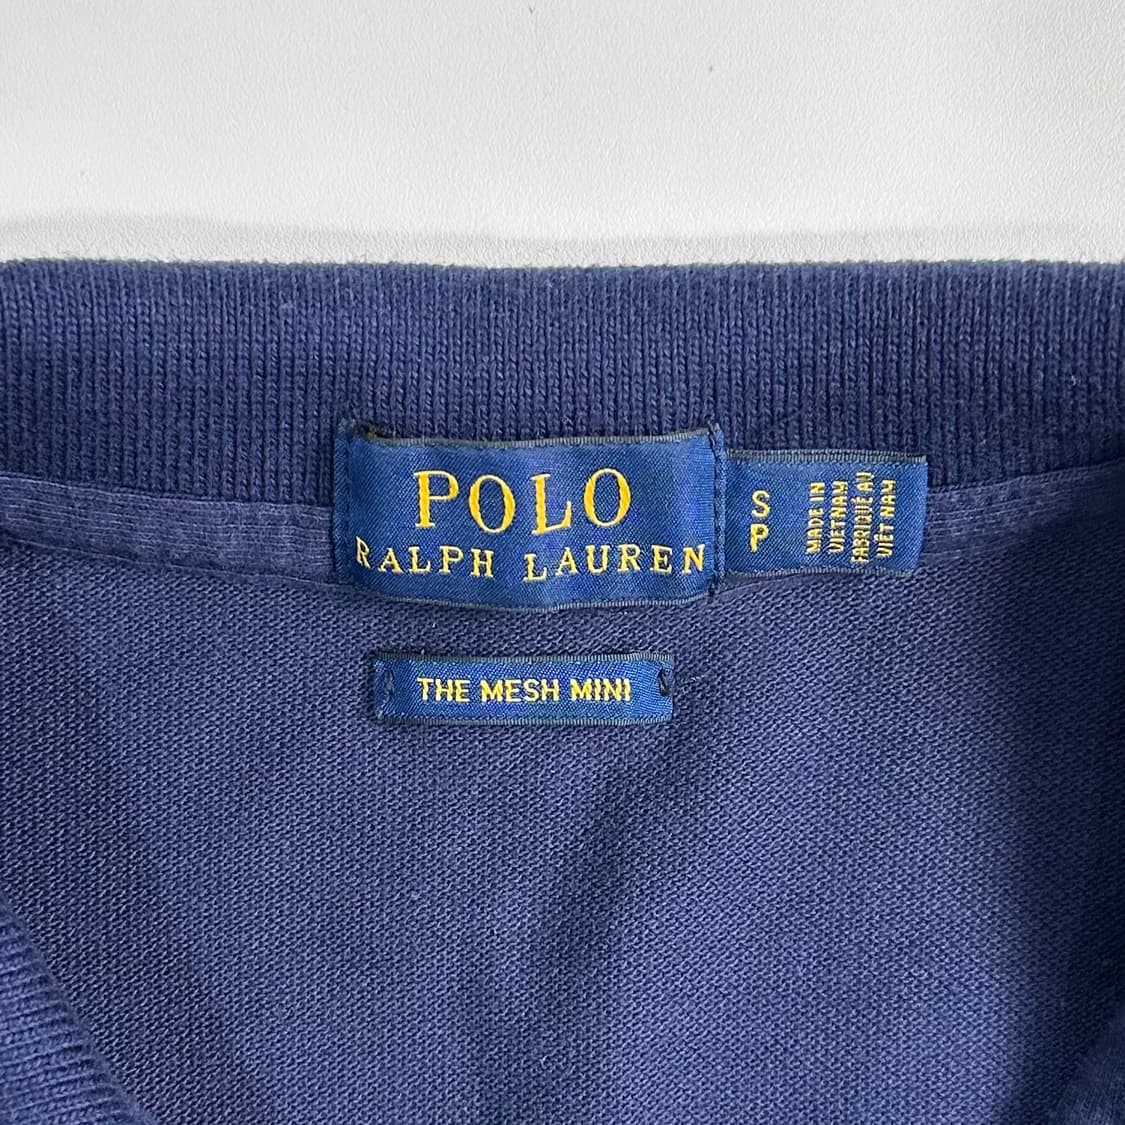 POLO
RALPH LAUREN
S
P
MADE IN
VIETNAM
FABRIQUÉ AU
VIÊT NAM
THE MESH MINI